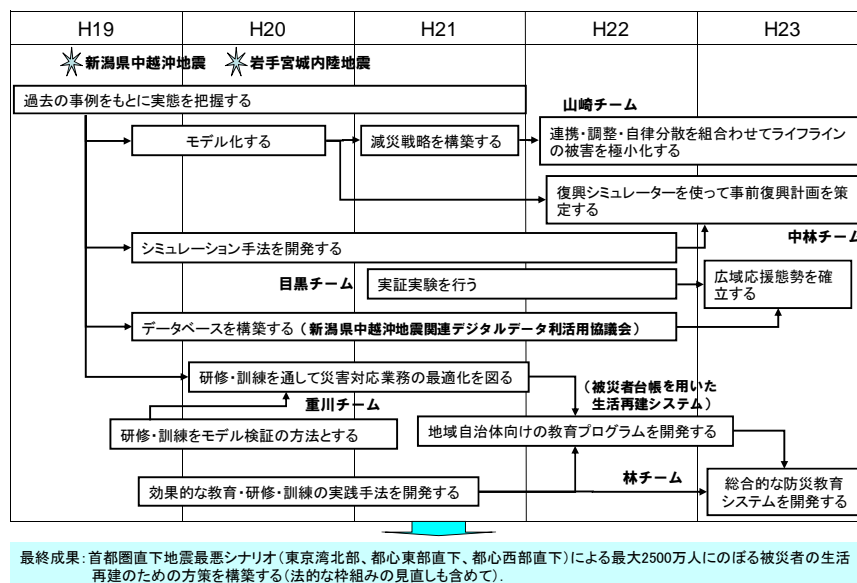 H19 H20 H21 H22 H23
新潟県中越沖地震 岩手宮城内陸地震
過去の事例をもとに実態を把握する
山崎チーム
モデル化する
減災戦略を構築する
連携・調整・自律分散を組合わせてライフライン
の被害を極小化する
復興シミュレーターを使って事前復興計画を策
定する
シミュレーション手法を開発する
中林チーム
目黒チーム
実証実験を行う
広域応援態勢を確
立する
データベースを構築する（新潟県中越沖地震関連デジタルデータ利活用協議会）
研修・訓練を通して災害対応業務の最適化を図る
（被災者台帳を用いた
生活再建システム）
重川チーム
研修・訓練をモデル検証の方法とする
地域自治体向けの教育プログラムを開発する
効果的な教育・研修・訓練の実践手法を開発する
林チーム
総合的な防災教育
システムを開発する
最終成果：首都圏直下地震最悪シナリオ（東京湾北部、都心東部直下、都心西部直下）による最大2500万人にのぼる被災者の生活
再建のための方策を構築する（法的な枠組みの見直しも含めて）.